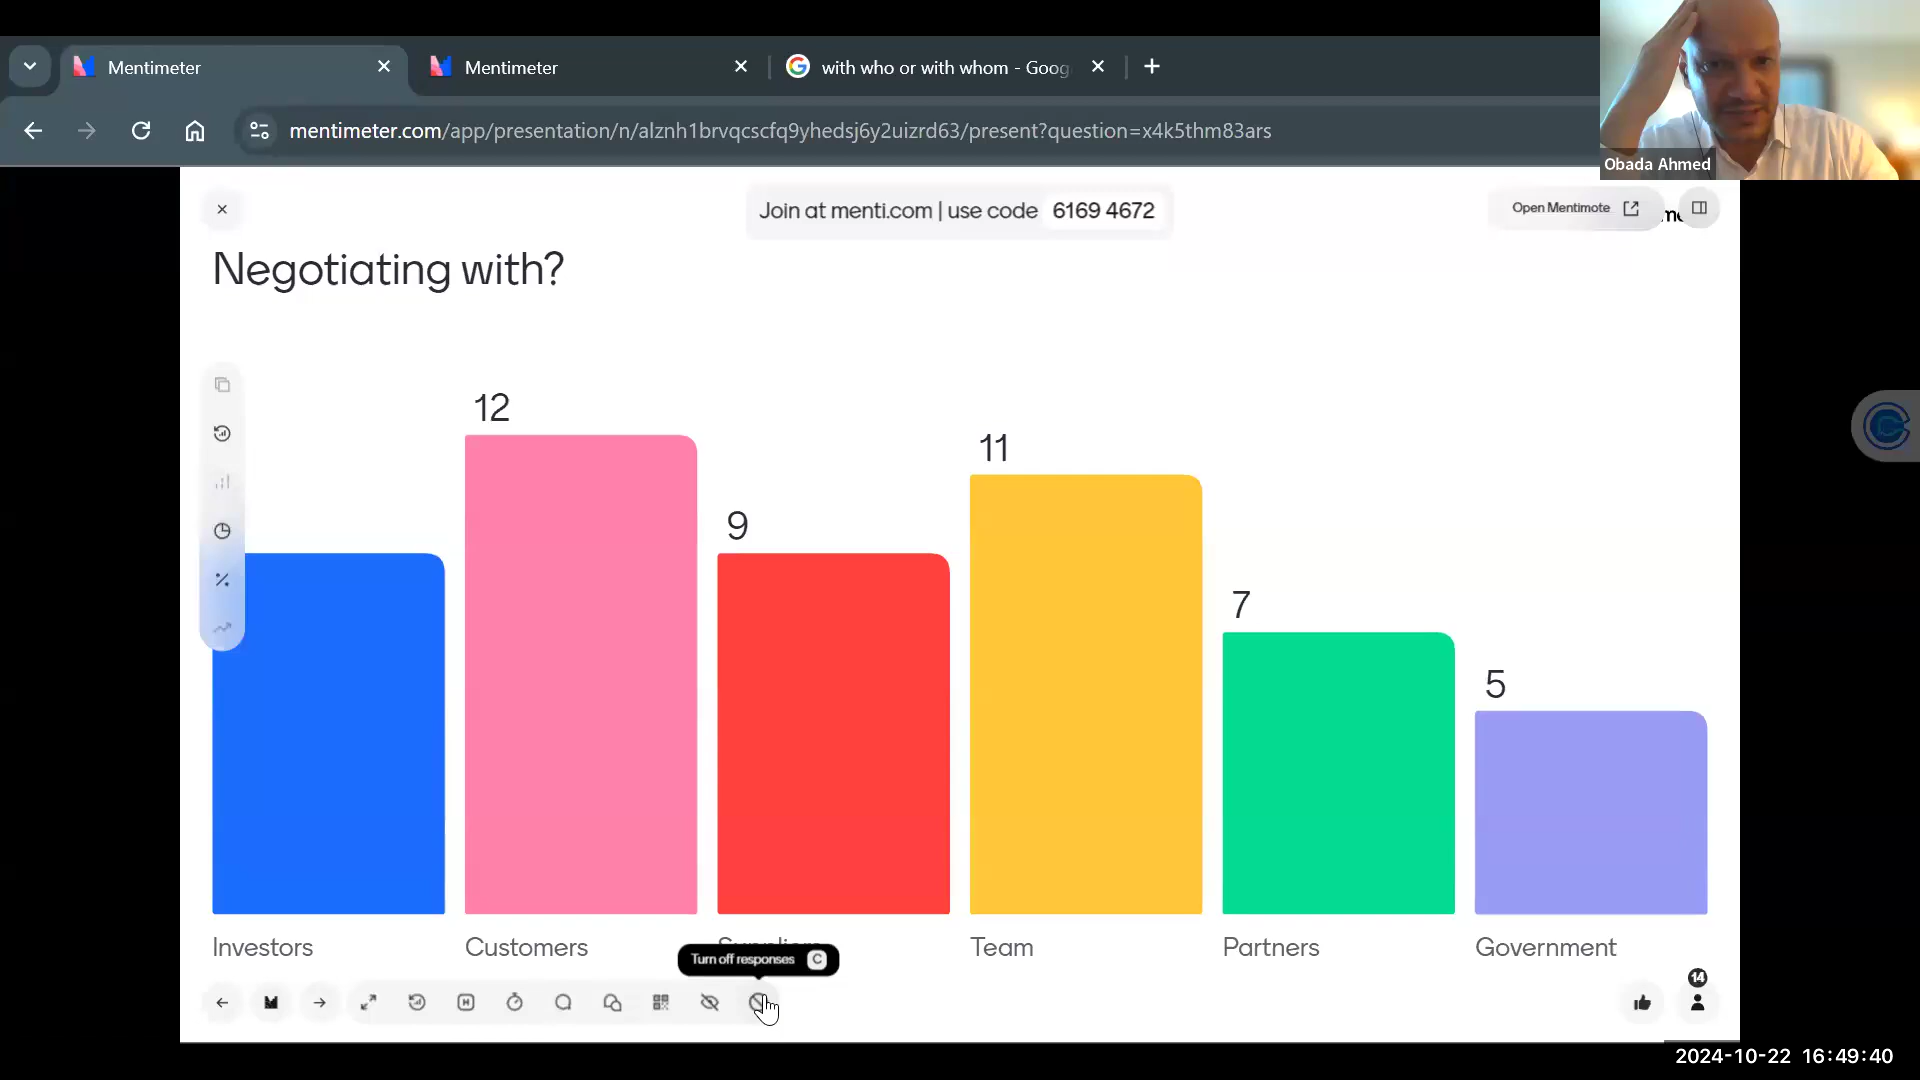 Mentimeter
Mentimeter
with who or with whom - Goog
mentimeter.com/app/presentation/n/alznh1brvqcscfq9yhedsj6y2uizrd63/present?question=x4k5thm83ars
Obada Ahmed
Join at menti.com | use code 6169 4672
Open Mentimote
Negotiating with?
12
11
9
7
5
Investors
Customers
Suppliers
Team
Partners
Government
Turn off responses C
14
2024-10-22 16:49:40